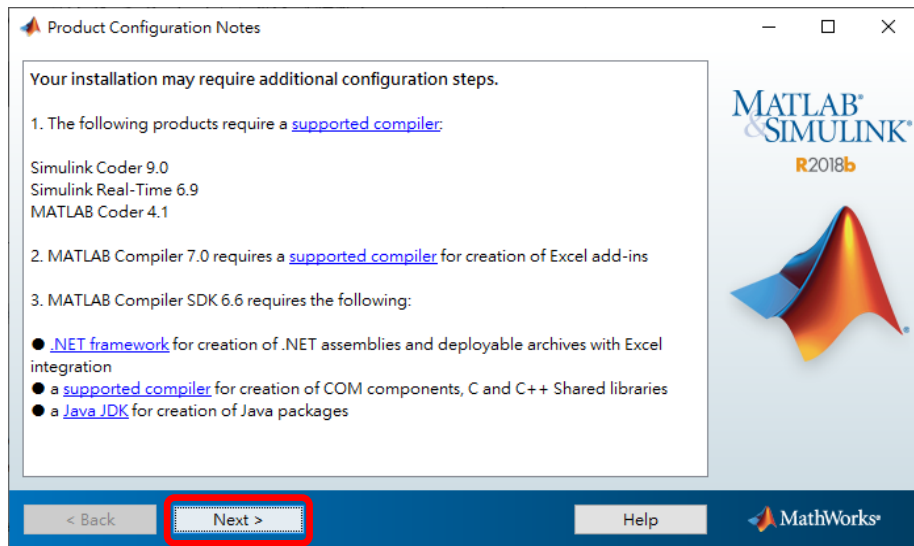 Product Configuration Notes
Your installation may require additional configuration steps.
1. The following products require a supported compiler:
Simulink Coder 9.0
Simulink Real-Time 6.9
MATLAB Coder 4.1
2. MATLAB Compiler 7.0 requires a supported compiler for creation of Excel add-ins
3. MATLAB Compiler SDK 6.6 requires the following:
● .NET framework for creation of .NET assemblies and deployable archives with Excel
integration
● a supported compiler for creation of COM components, C and C++ Shared libraries
● a Java JDK for creation of Java packages
MATLAB®
&SIMULINK®
R2018b
< Back
Next >
Help
MathWorks®